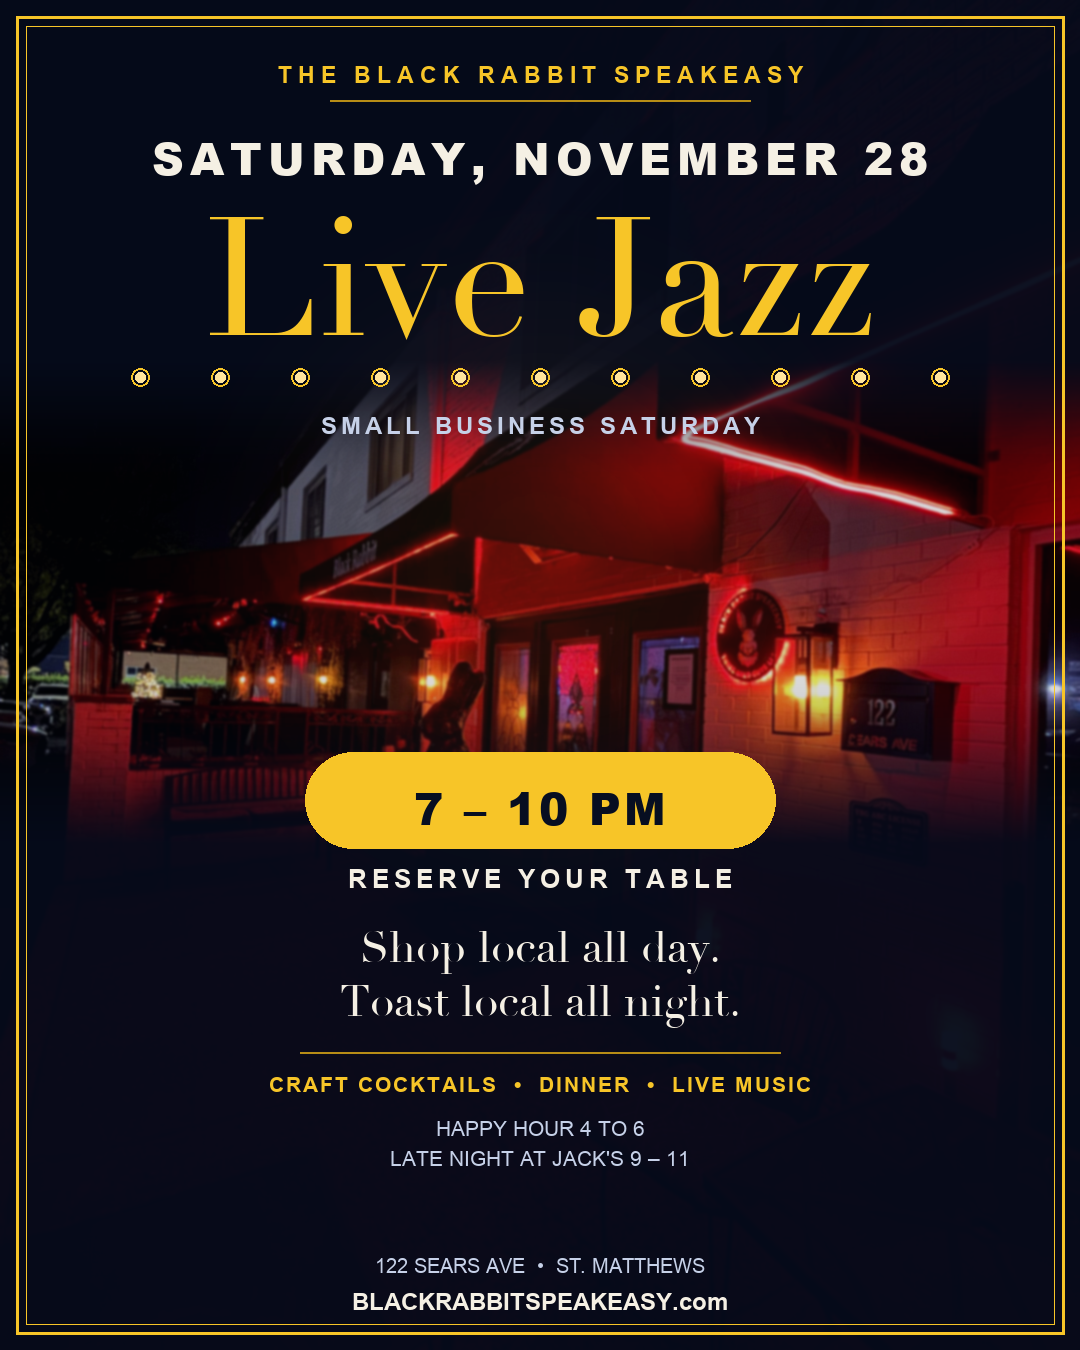 THE BLACK RABBIT SPEAKEASY
SATURDAY, NOVEMBER 28
Live Jazz
SMALL BUSINESS SATURDAY
Black Rabbit
122
SEARS AVE
7 – 10 PM
RESERVE YOUR TABLE
Shop local all day.
Toast local all night.
CRAFT COCKTAILS • DINNER • LIVE MUSIC
HAPPY HOUR 4 TO 6
LATE NIGHT AT JACK'S 9 – 11
122 SEARS AVE • ST. MATTHEWS
BLACKRABBITSPEAKEASY.com